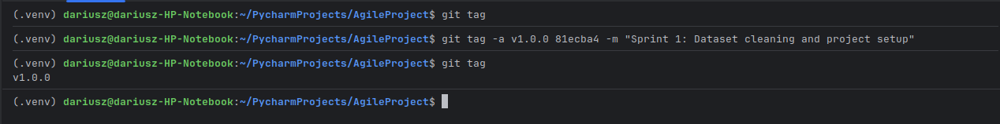 (.venv) dariusz@dariusz-HP-Notebook:~/PycharmProjects/AgileProject$ git tag
(.venv) dariusz@dariusz-HP-Notebook:~/PycharmProjects/AgileProject$ git tag -a v1.0.0 81ecba4 -m "Sprint 1: Dataset cleaning and project setup"
(.venv) dariusz@dariusz-HP-Notebook:~/PycharmProjects/AgileProject$ git tag
v1.0.0
(.venv) dariusz@dariusz-HP-Notebook:~/PycharmProjects/AgileProject$